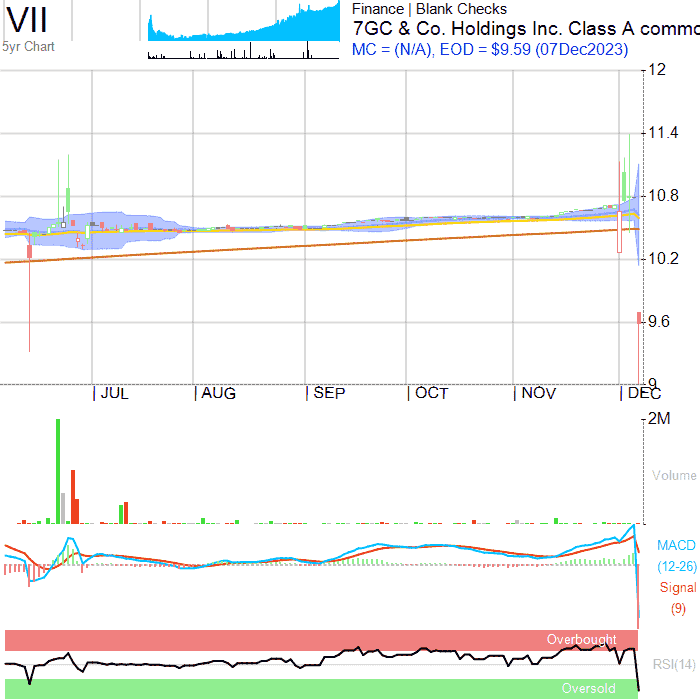 VII
5yr Chart
Finance | Blank Checks
7GC & Co. Holdings Inc. Class A commo
MC = (N/A), EOD = $9.59 (07Dec2023)
12
11.4
10.8
10.2
9.6
9
JUL AUG SEP OCT NOV DEC
2M
Volume
MACD
(12-26)
Signal
(9)
Overbought
RSI(14)
Oversold